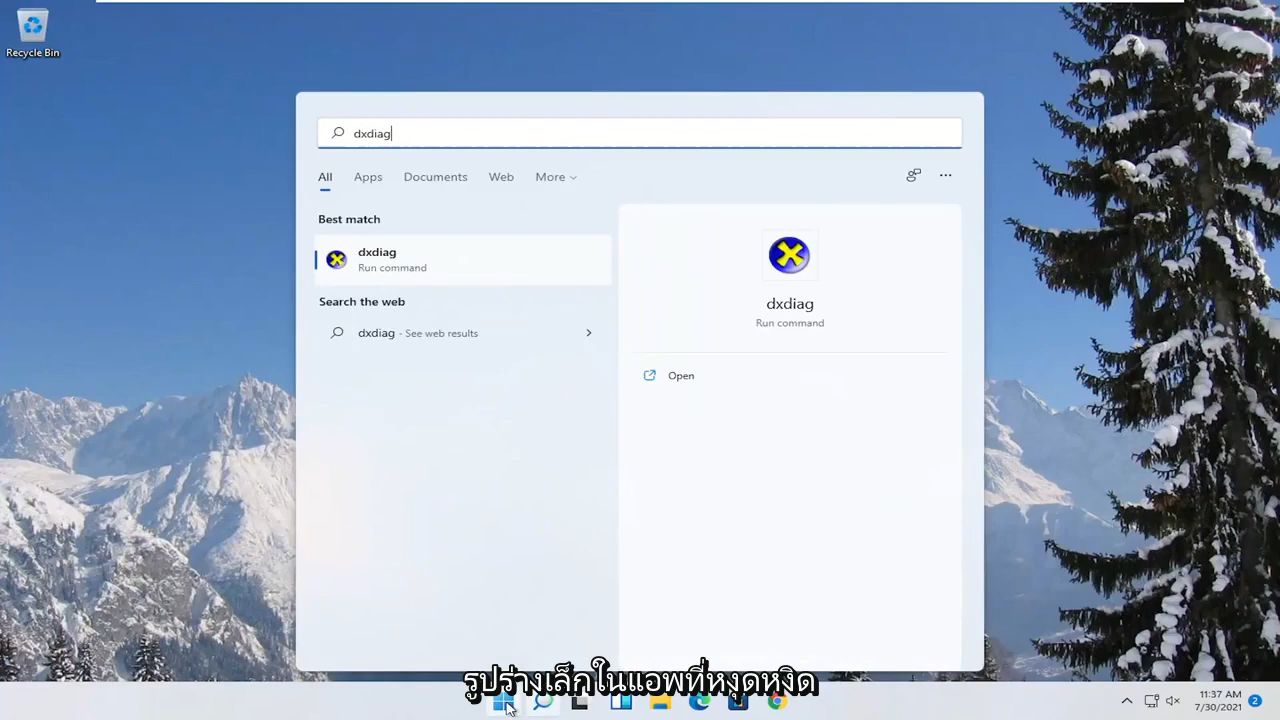 Recycle Bin
dxdiag
All Apps Documents Web More
Best match
dxdiag
Run command
Search the web
dxdiag - See web results
dxdiag
Run command
Open
รูปร่างเล็กในแอพที่หงุดหงิด
11:37 AM
7/30/2021
2